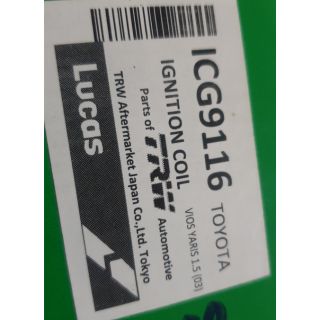 ICG9116 TOYOTA
VIOS YARIS 1.5 (03)
IGNITION COIL
Parts of TRW Automotive
TRW Aftermarket Japan Co.,Ltd. Tokyo
Lucas